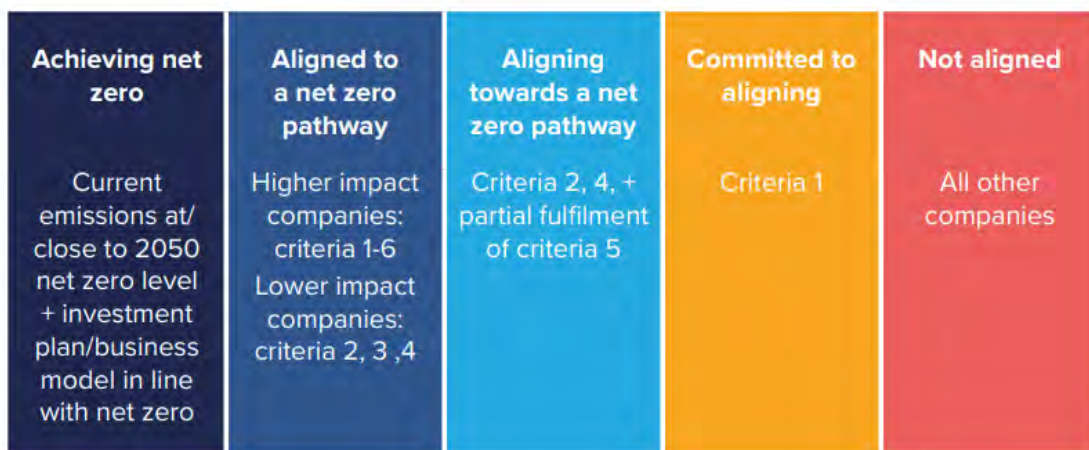 Achieving net
zero
Current
emissions at/
close to 2050
net zero level
+ investment
plan/business
model in line
with net zero
Aligned to
a net zero
pathway
Higher impact
companies:
criteria 1-6
Lower impact
companies:
criteria 2, 3 ,4
Aligning
towards a net
zero pathway
Criteria 2, 4, +
partial fulfilment
of criteria 5
Committed to
aligning
Criteria 1
Not aligned
All other
companies